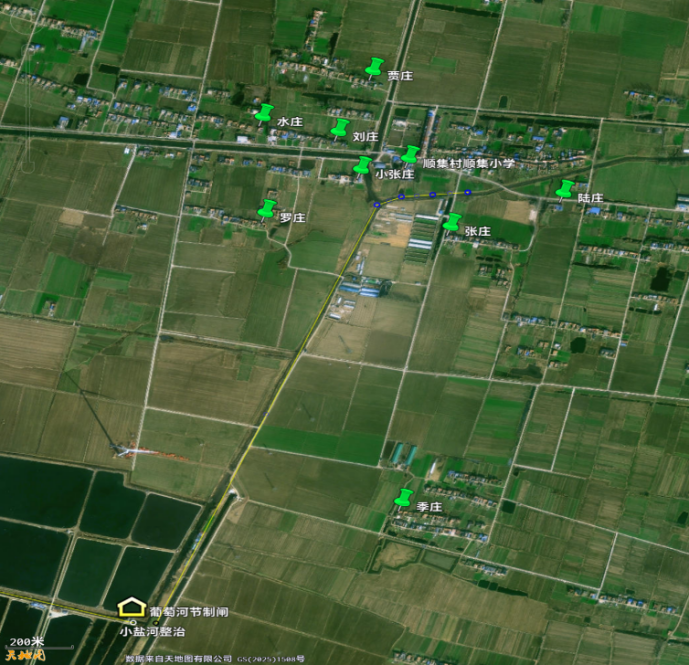 贾庄
水庄
刘庄
顺集村顺集小学
小张庄
陆庄
罗庄
张庄
季庄
葡萄河节制闸
小盐河整治
200米
天地图
数据来自天地图有限公司 GS(2025)1508号